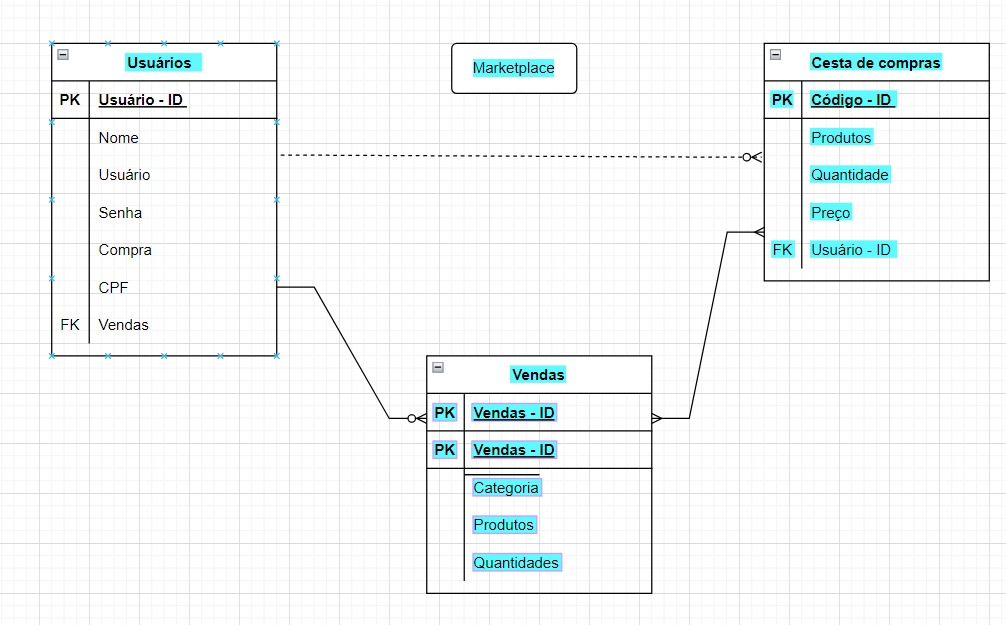 Usuários
PK Usuário - ID
Nome
Usuário
Senha
Compra
CPF
FK Vendas
Marketplace
Cesta de compras
PK Código - ID
Produtos
Quantidade
Preço
FK Usuário - ID
Vendas
PK Vendas - ID
PK Vendas - ID
Categoria
Produtos
Quantidades